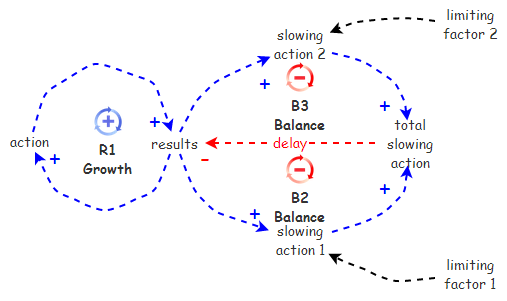 limiting
factor 2
slowing
action 2
+
+
B3
Balance
+
+
R1
Growth
action
+
results
-
delay
total
slowing
action
-
B2
Balance
+
+
slowing
action 1
limiting
factor 1